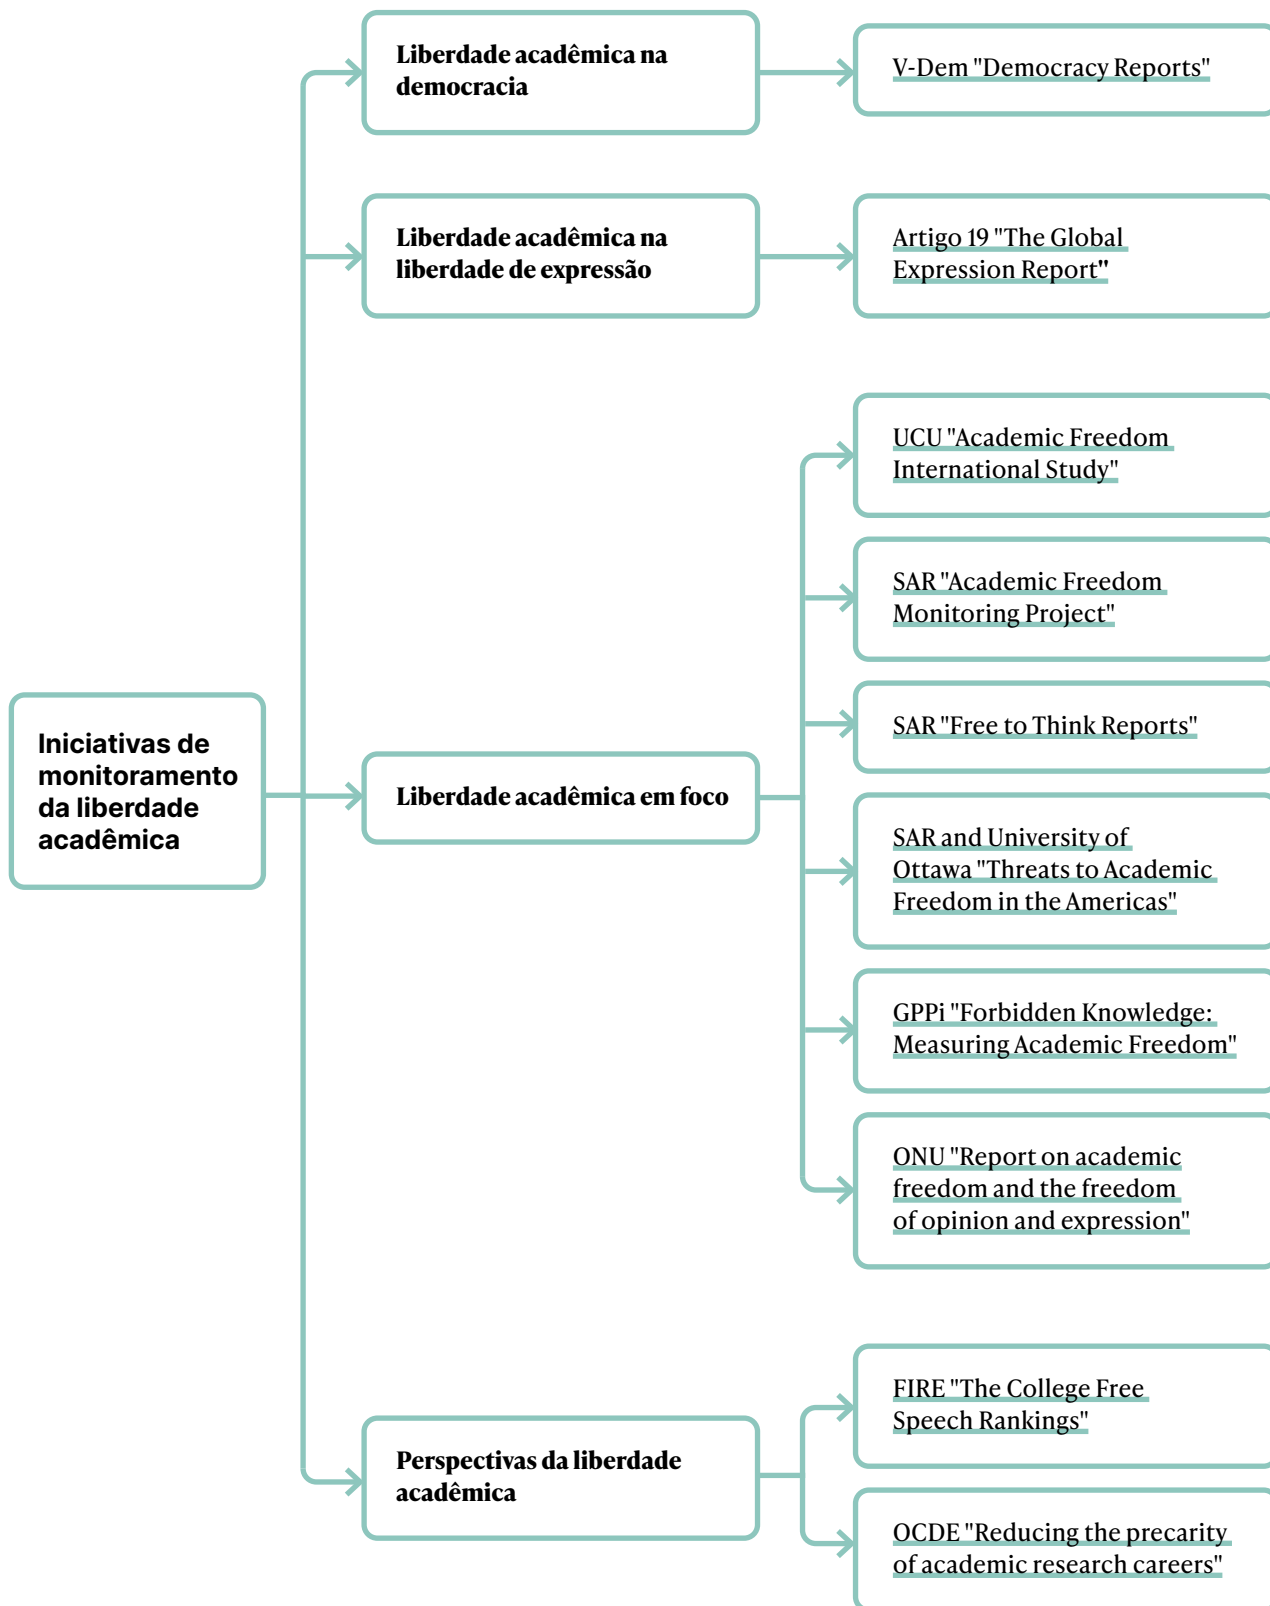 Liberdade acadêmica na
democracia
V-Dem "Democracy Reports"
Liberdade acadêmica na
liberdade de expressão
Artigo 19 "The Global
Expression Report"
UCU "Academic Freedom
International Study"
SAR "Academic Freedom
Monitoring Project"
SAR "Free to Think Reports"
Iniciativas de
monitoramento
da liberdade
acadêmica
Liberdade acadêmica em foco
SAR and University of
Ottawa "Threats to Academic
Freedom in the Americas"
GPPi "Forbidden Knowledge:
Measuring Academic Freedom"
ONU "Report on academic
freedom and the freedom
of opinion and expression"
FIRE "The College Free
Speech Rankings"
Perspectivas da liberdade
acadêmica
OCDE "Reducing the precarity
of academic research careers"